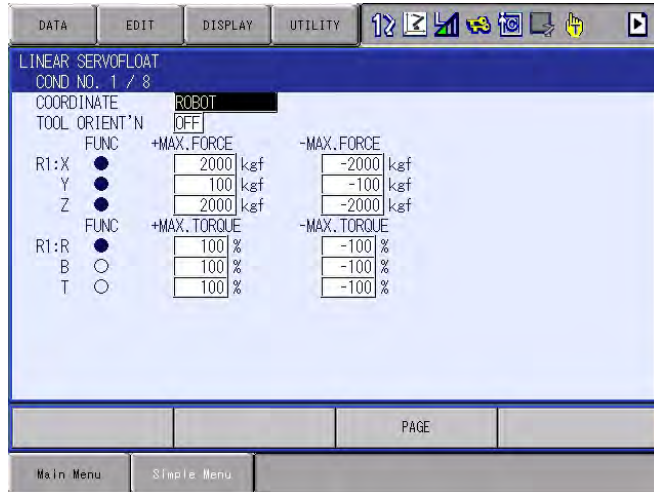 DATA EDIT DISPLAY UTILITY
LINEAR SERVOFLOAT
COND NO. 1 / 8
COORDINATE ROBOT
TOOL ORIENT'N OFF
FUNC +MAX.FORCE -MAX.FORCE
R1:X 2000 kgf -2000 kgf
Y 100 kgf -100 kgf
Z 2000 kgf -2000 kgf
FUNC +MAX.TORQUE -MAX.TORQUE
R1:R 100 % -100 %
B 100 % -100 %
T 100 % -100 %
PAGE
Main Menu Simple Menu